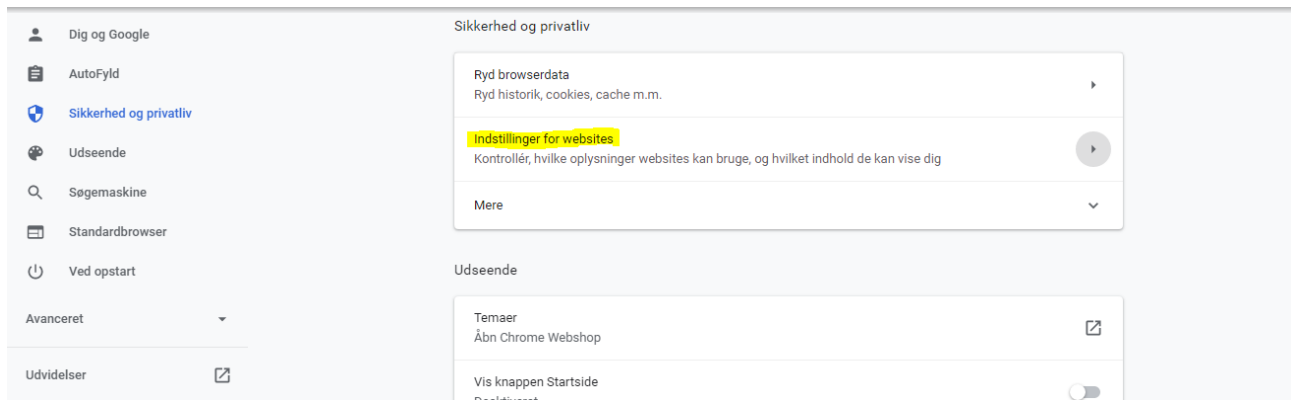 Dig og Google
AutoFyld
Sikkerhed og privatliv
Udseende
Søgemaskine
Standardbrowser
Ved opstart
Avanceret
Udvidelser
Sikkerhed og privatliv
Ryd browserdata
Ryd historik, cookies, cache m.m.
Indstillinger for websites
Kontrollér, hvilke oplysninger websites kan bruge, og hvilket indhold de kan vise dig
Mere
Udseende
Temaer
Åbn Chrome Webshop
Vis knappen Startside
Deaktiveret